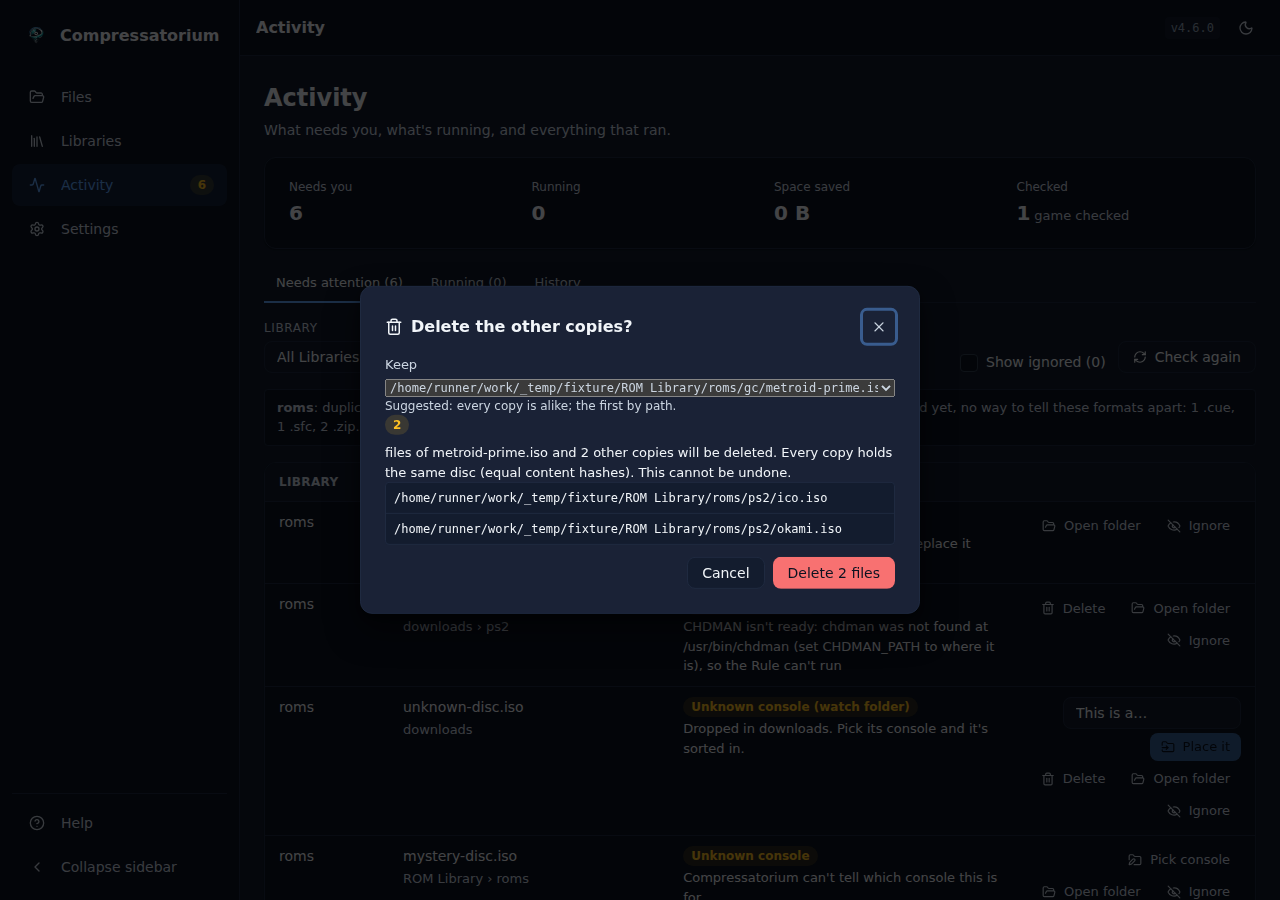 Compressatorium
Activity
v4.6.0
Files
Libraries
Activity
6
Settings
Help
Collapse sidebar
Activity
What needs you, what's running, and everything that ran.
Needs you
6
Running
0
Space saved
0 B
Checked
1 game checked
Needs attention (6)
Running (0)
History
LIBRARY
All Libraries
Show ignored (0)
Check again
roms: duplic
d yet, no way to tell these formats apart: 1 .cue,
1 .sfc, 2 .zip.
LIBRARY
Delete the other copies?
Keep
/home/runner/work/_temp/fixture/ROM Library/roms/gc/metroid-prime.is
Suggested: every copy is alike; the first by path.
2
files of metroid-prime.iso and 2 other copies will be deleted. Every copy holds
the same disc (equal content hashes). This cannot be undone.
/home/runner/work/_temp/fixture/ROM Library/roms/ps2/ico.iso
/home/runner/work/_temp/fixture/ROM Library/roms/ps2/okami.iso
Cancel
Delete 2 files
roms
eplace it
Open folder
Ignore
roms
downloads › ps2
CHDMAN isn't ready: chdman was not found at
/usr/bin/chdman (set CHDMAN_PATH to where it
is), so the Rule can't run
Delete
Open folder
Ignore
roms
unknown-disc.iso
downloads
Unknown console (watch folder)
Dropped in downloads. Pick its console and it's
sorted in.
This is a...
Place it
Delete
Open folder
Ignore
roms
mystery-disc.iso
ROM Library › roms
Unknown console
Compressatorium can't tell which console this is
for.
Pick console
Open folder
Ignore